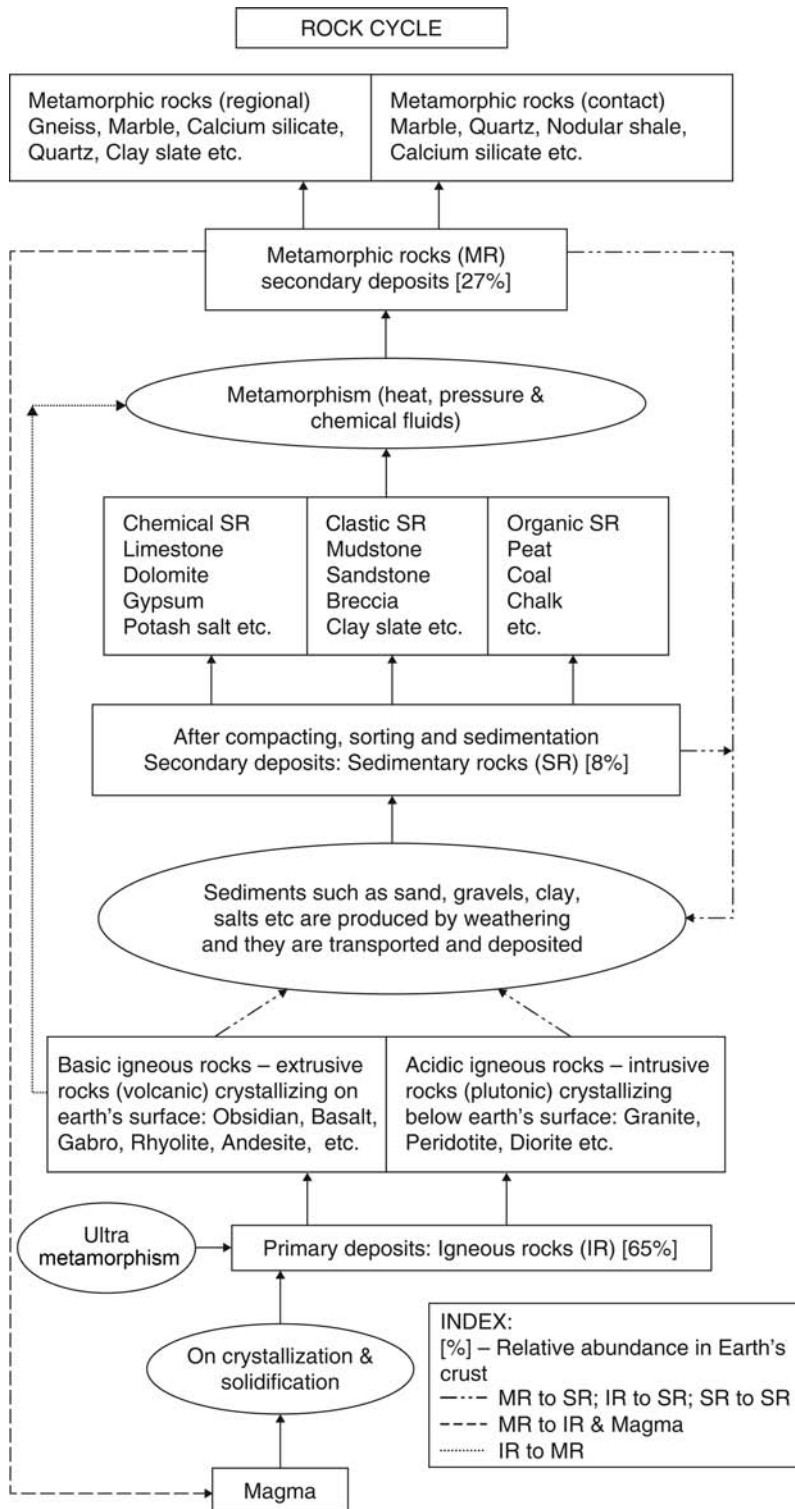 ROCK CYCLE
Metamorphic rocks (regional)
Gneiss, Marble, Calcium silicate,
Quartz, Clay slate etc.
Metamorphic rocks (contact)
Marble, Quartz, Nodular shale,
Calcium silicate etc.
Metamorphic rocks (MR)
secondary deposits [27%]
Metamorphism (heat, pressure &
chemical fluids)
Chemical SR
Limestone
Dolomite
Gypsum
Potash salt etc.
Clastic SR
Mudstone
Sandstone
Breccia
Clay slate etc.
Organic SR
Peat
Coal
Chalk
etc.
After compacting, sorting and sedimentation
Secondary deposits: Sedimentary rocks (SR) [8%]
Sediments such as sand, gravels, clay,
salts etc are produced by weathering
and they are transported and deposited
Basic igneous rocks – extrusive
rocks (volcanic) crystallizing on
earth's surface: Obsidian, Basalt,
Gabro, Rhyolite, Andesite, etc.
Acidic igneous rocks – intrusive
rocks (plutonic) crystallizing
below earth's surface: Granite,
Peridotite, Diorite etc.
Ultra
metamorphism
Primary deposits: Igneous rocks (IR) [65%]
On crystallization &
solidification
Magma
INDEX:
[%] – Relative abundance in Earth's
crust
MR to SR; IR to SR; SR to SR
MR to IR & Magma
IR to MR